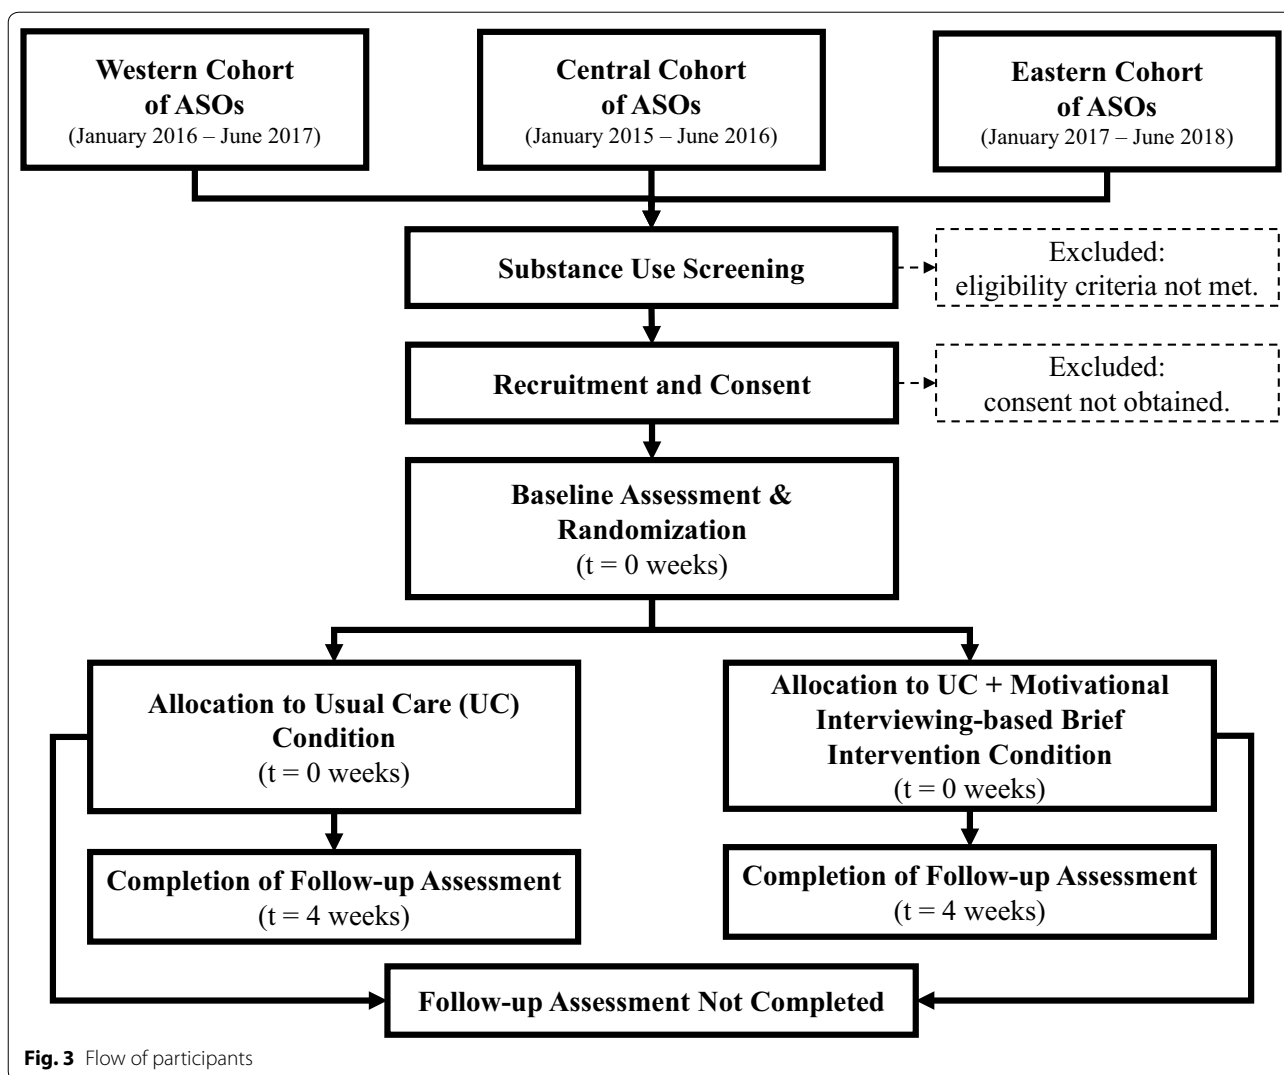 Western Cohort
of ASOs
(January 2016 – June 2017)
Central Cohort
of ASOs
(January 2015 – June 2016)
Eastern Cohort
of ASOs
(January 2017 – June 2018)
Substance Use Screening
Excluded:
eligibility criteria not met.
Recruitment and Consent
Excluded:
consent not obtained.
Baseline Assessment &
Randomization
(t = 0 weeks)
Allocation to Usual Care (UC)
Condition
(t = 0 weeks)
Allocation to UC + Motivational
Interviewing-based Brief
Intervention Condition
(t = 0 weeks)
Completion of Follow-up Assessment
(t = 4 weeks)
Completion of Follow-up Assessment
(t = 4 weeks)
Follow-up Assessment Not Completed
Fig. 3 Flow of participants